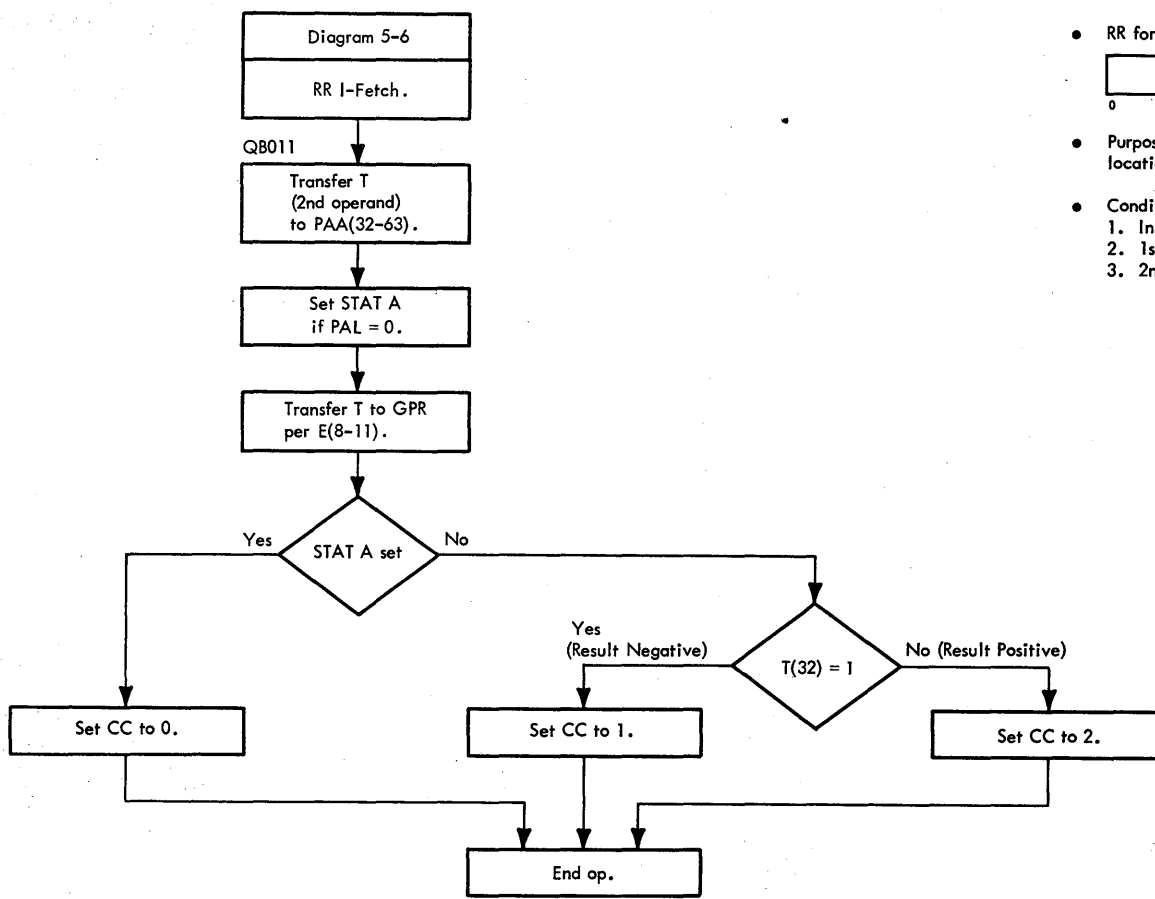 Diagram 5-6
RR I-Fetch.
QB011
Transfer T
(2nd operand)
to PAA(32-63).
Set STAT A
if PAL = 0.
Transfer T to GPR
per E(8-11).
STAT A set
Yes
No
T(32) = 1
Yes
(Result Negative)
No (Result Positive)
Set CC to 0.
Set CC to 1.
Set CC to 2.
End op.
• RR for
0
• Purpos
locati
• Condi
1. In
2. 1s
3. 2n